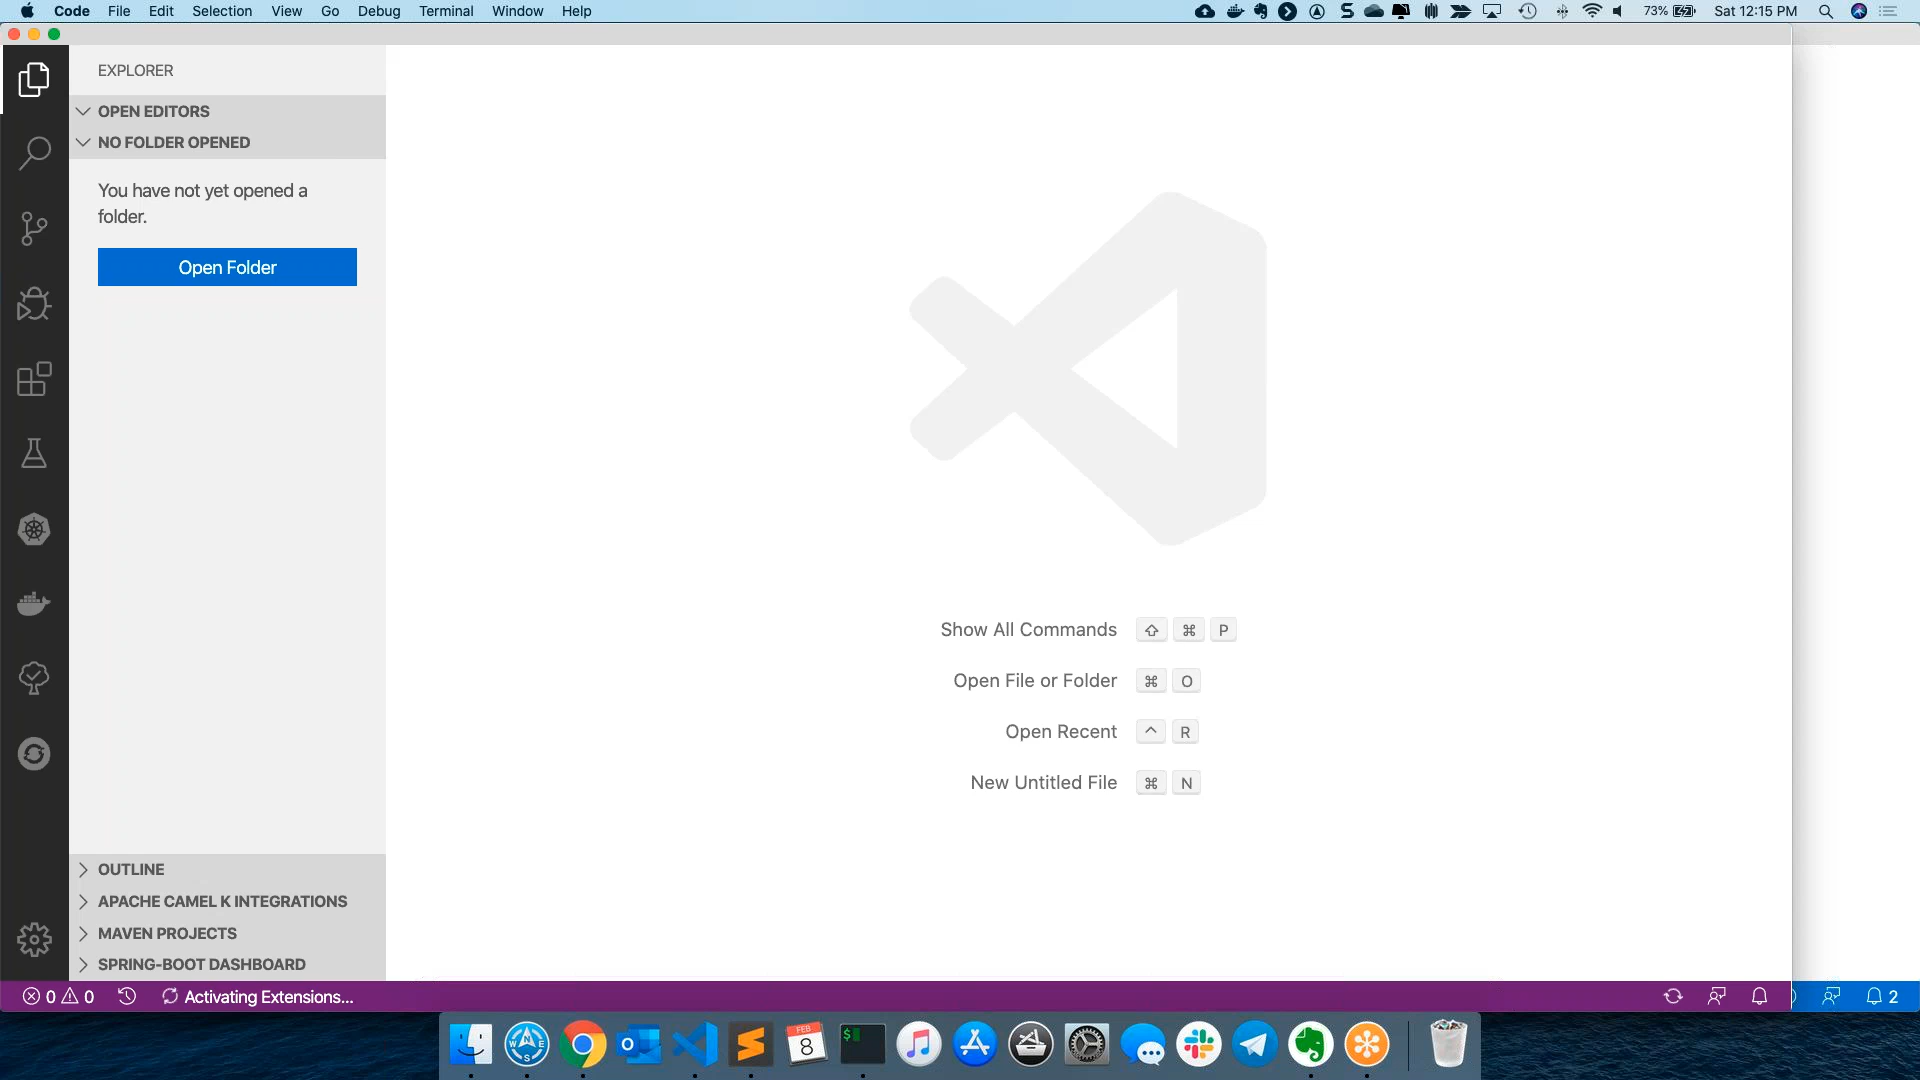 Code File Edit Selection View Go Debug Terminal Window Help 73% Sat 12:15 PM
EXPLORER
OPEN EDITORS
NO FOLDER OPENED
You have not yet opened a
folder.
Open Folder
Show All Commands ⇧ ⌘ P
Open File or Folder ⌘ O
Open Recent ^ R
New Untitled File ⌘ N
OUTLINE
APACHE CAMEL K INTEGRATIONS
MAVEN PROJECTS
SPRING-BOOT DASHBOARD
0 0 Activating Extensions... 2
FEB
8